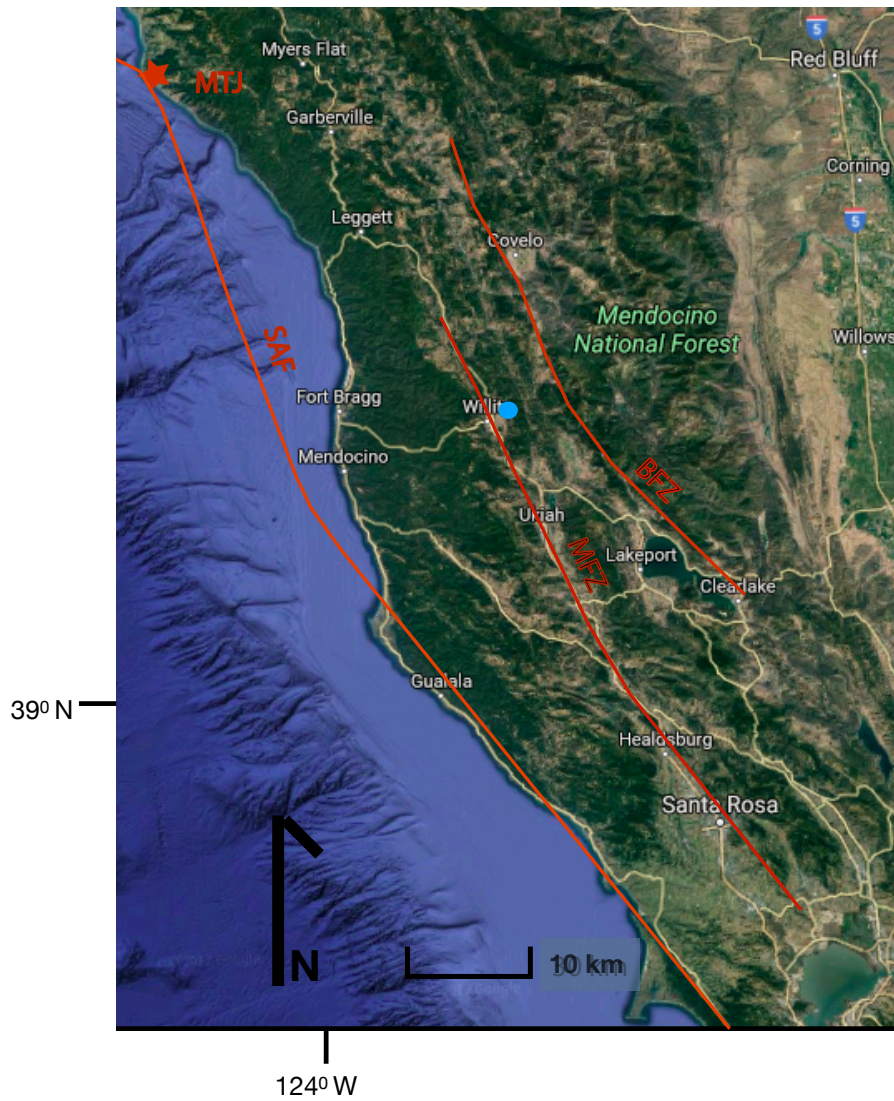 Myers Flat
5
Red Bluff
MTJ
Garberville
Corning
5
Leggett
Covelo
Mendocino
National Forest
SAF
Willows
Fort Bragg
Mendocino
BFZ
Ukiah
MFZ
Lakeport
Clearlake
39⁰ N
Gualala
Healdsburg
Santa Rosa
N
10 km
124⁰ W